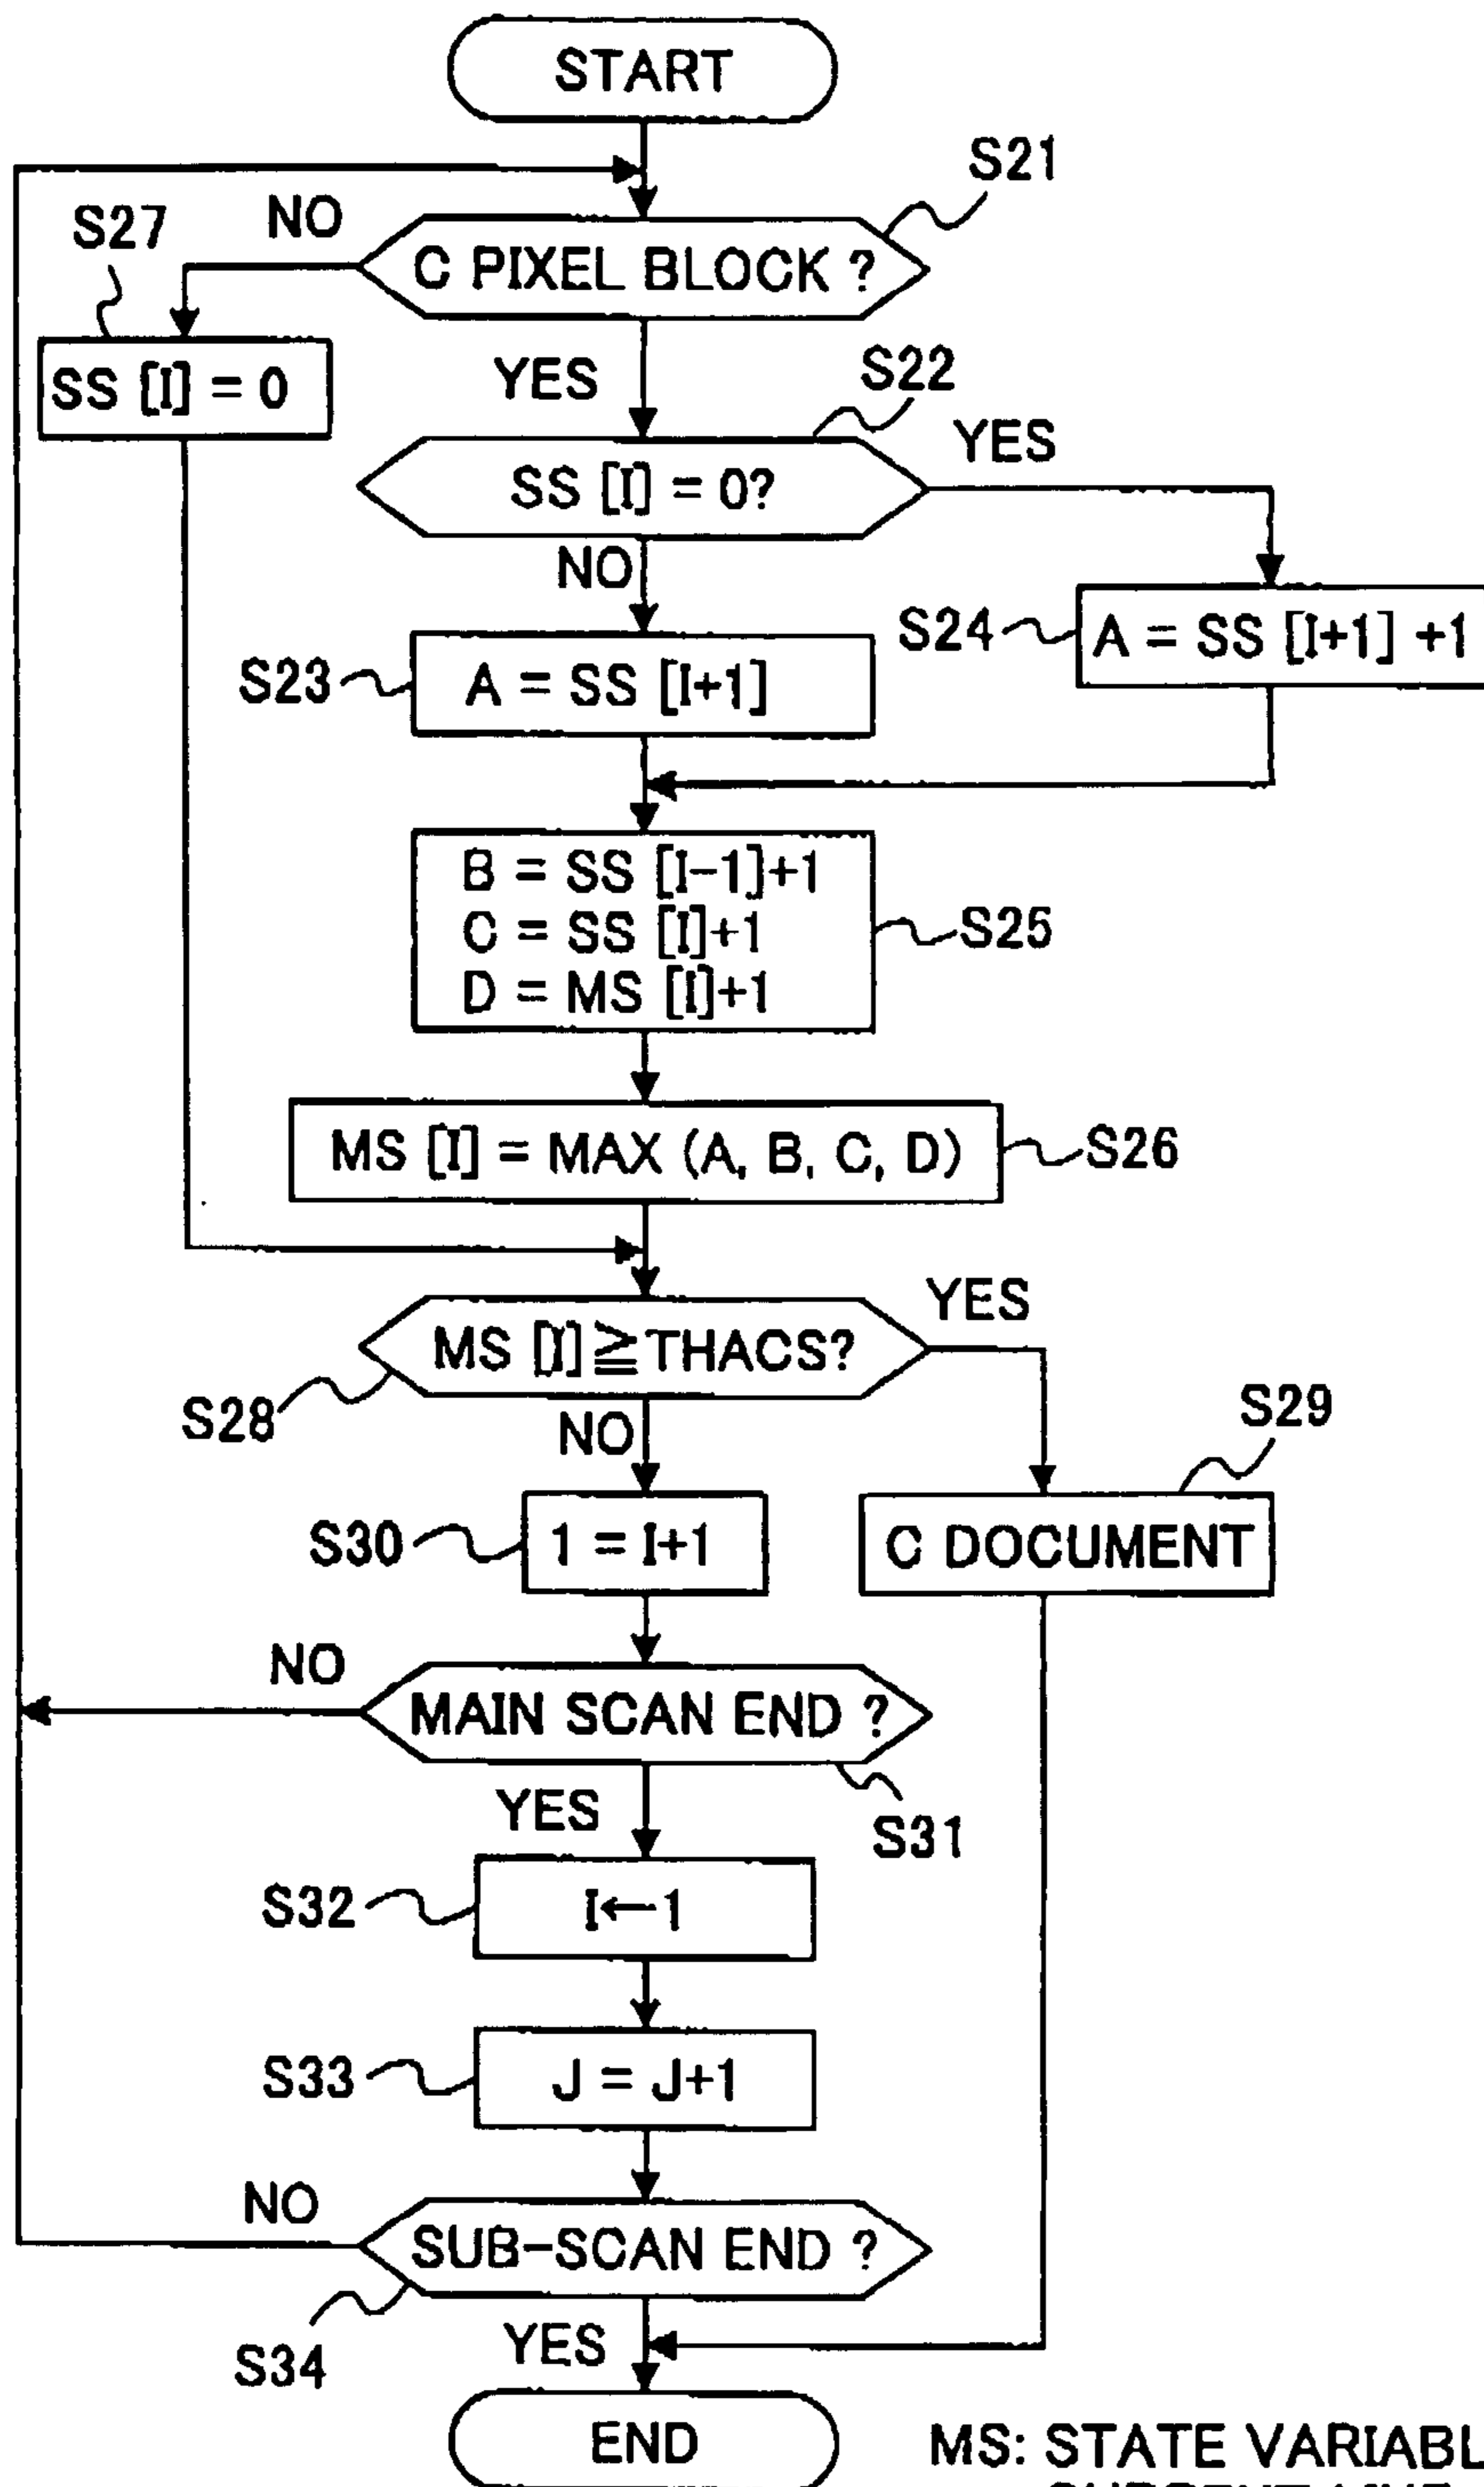 START
S21
NO
S27
C PIXEL BLOCK ?
SS [I] = 0
YES
S22
YES
SS [I] = 0?
NO
S24
A = SS [I+1] +1
S23
A = SS [I+1]
B = SS [I-1]+1
C = SS [I]+1
D = MS [I]+1
S25
MS [I] = MAX (A, B, C, D)
S26
YES
MS [I] ≧ THACS?
S28
NO
S29
S30
1 = I+1
C DOCUMENT
NO
MAIN SCAN END ?
YES
S31
S32
I←1
S33
J = J+1
NO
SUB-SCAN END ?
YES
S34
END
MS: STATE VARIABL